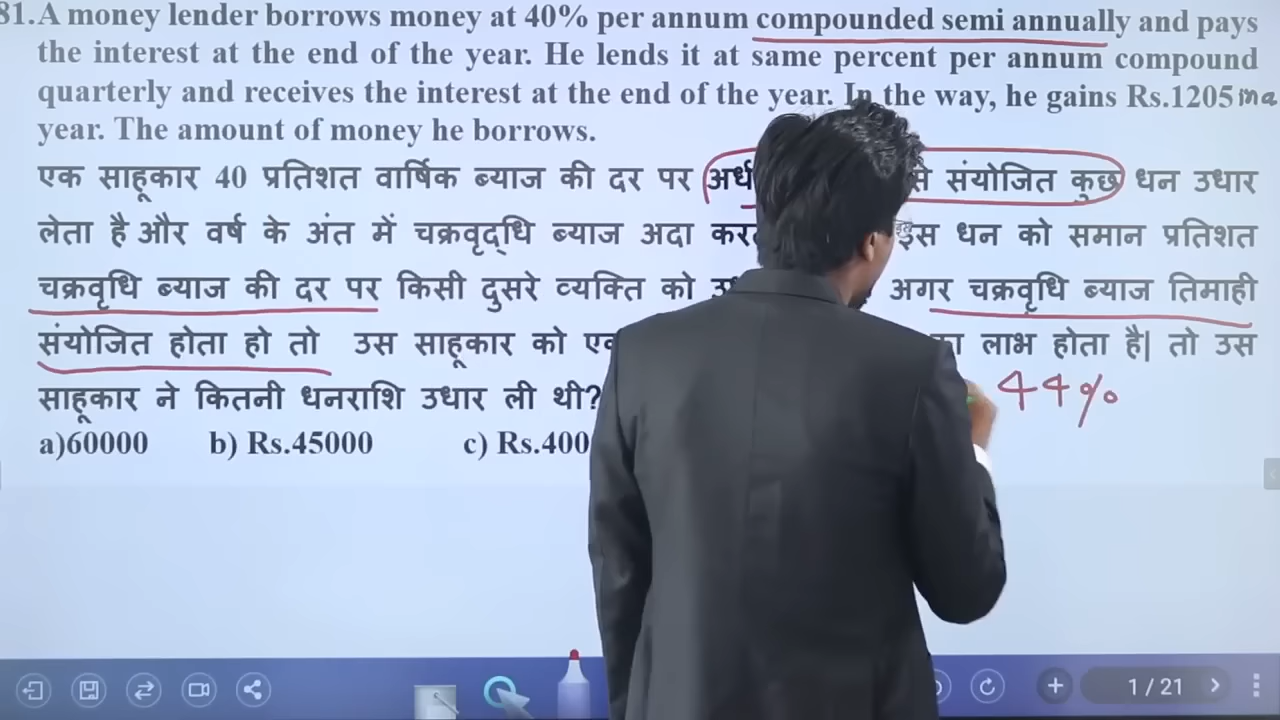 81.A money lender borrows money at 40% per annum compounded semi annually and pays
the interest at the end of the year. He lends it at same percent per annum compound
quarterly and receives the interest at the end of the year. In the way, he gains Rs.1205 in a
year. The amount of money he borrows.
एक साहूकार 40 प्रतिशत वार्षिक ब्याज की दर पर से संयोजित कुछ धन उधार
लेता है और वर्ष के अंत में चक्रवृद्धि ब्याज अदा इस धन को समान प्रतिशत
चक्रवृधि ब्याज की दर पर किसी दुसरे व्यक्ति को अगर चक्रवृधि ब्याज तिमाही
संयोजित होता हो तो उस साहूकार को लाभ होता है| तो उस
साहूकार ने कितनी धनराशि उधार ली थी? 44%
a)60000 b) Rs.45000 c) Rs.400
1 / 21